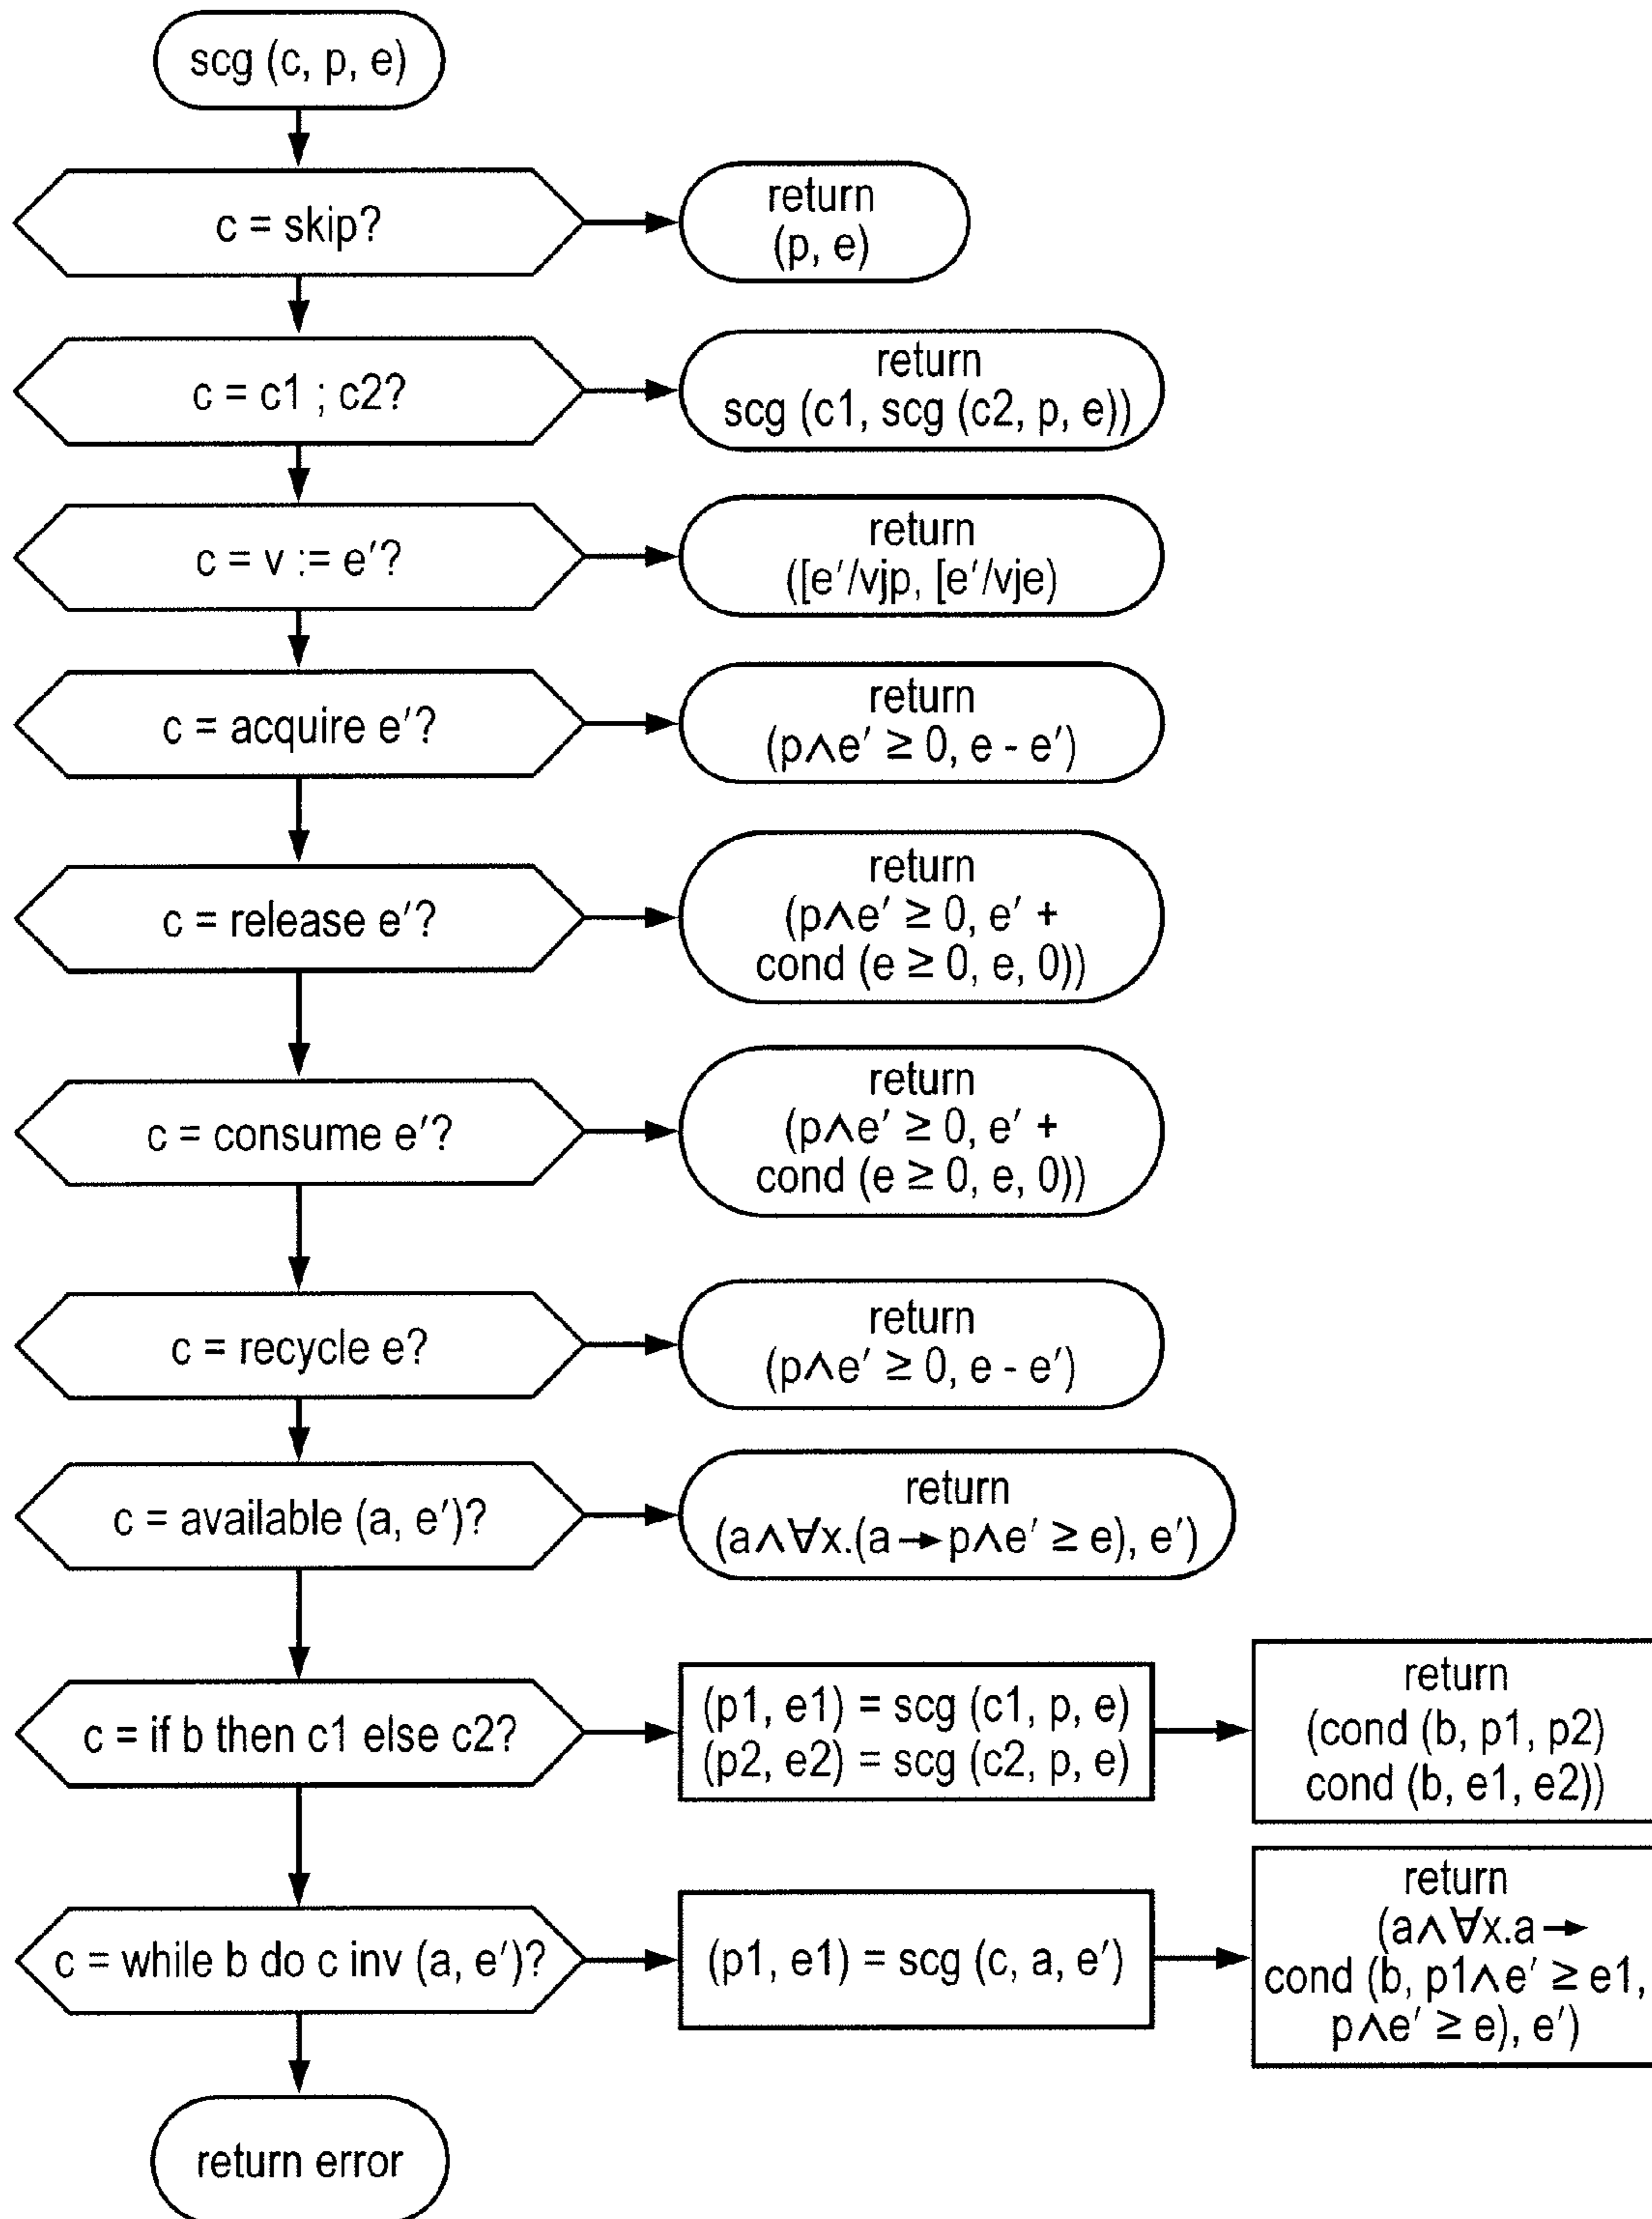 scg (c, p, e)
c = skip?
return
(p, e)
c = c1 ; c2?
return
scg (c1, scg (c2, p, e))
c = v := e′?
return
([e′/vjp, [e′/vje)
c = acquire e′?
return
(p∧e′ ≥ 0, e - e′)
c = release e′?
return
(p∧e′ ≥ 0, e′ +
cond (e ≥ 0, e, 0))
c = consume e′?
return
(p∧e′ ≥ 0, e′ +
cond (e ≥ 0, e, 0))
c = recycle e?
return
(p∧e′ ≥ 0, e - e′)
c = available (a, e′)?
return
(a∧∀x.(a→p∧e′ ≥ e), e′)
c = if b then c1 else c2?
(p1, e1) = scg (c1, p, e)
(p2, e2) = scg (c2, p, e)
return
(cond (b, p1, p2)
cond (b, e1, e2))
c = while b do c inv (a, e′)?
(p1, e1) = scg (c, a, e′)
return
(a∧∀x.a→
cond (b, p1∧e′ ≥ e1,
p∧e′ ≥ e), e′)
return error